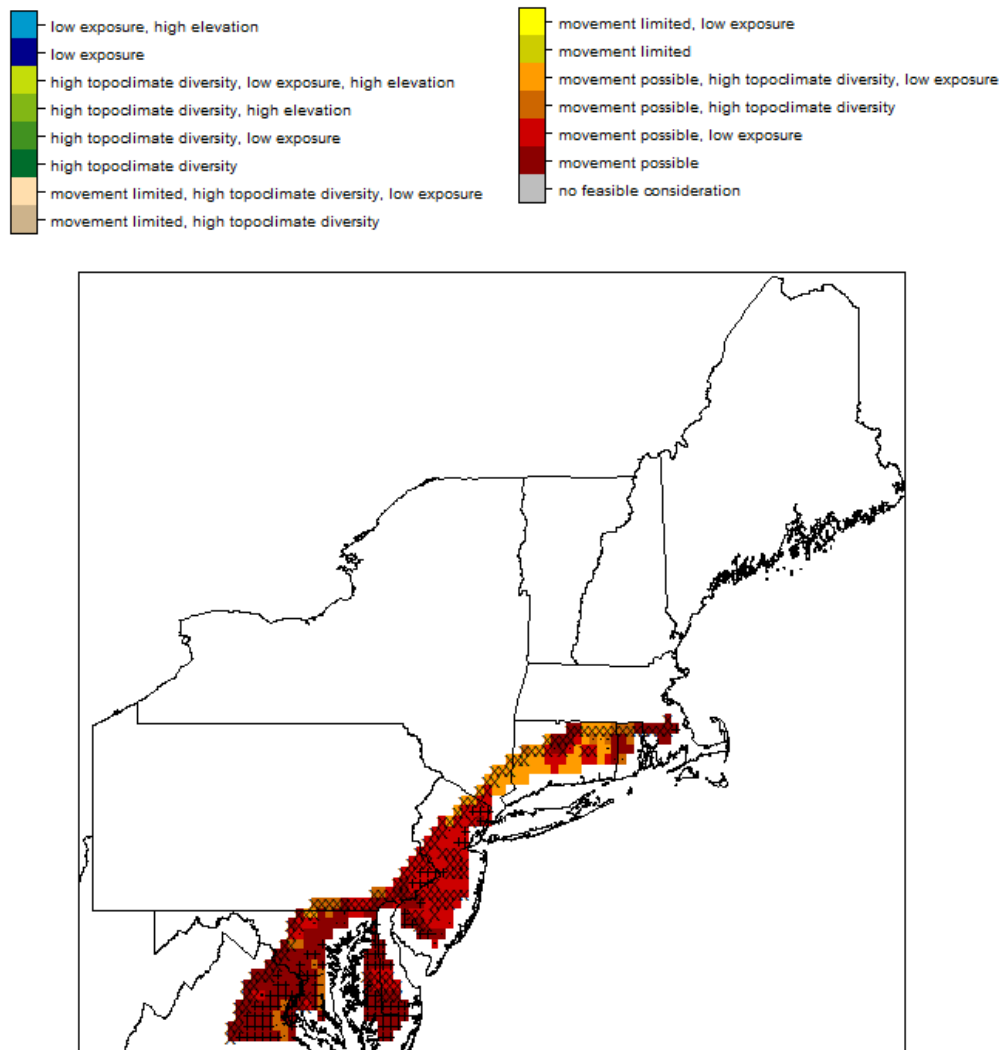 low exposure, high elevation
low exposure
high topoclimate diversity, low exposure, high elevation
high topoclimate diversity, high elevation
high topoclimate diversity, low exposure
high topoclimate diversity
movement limited, high topoclimate diversity, low exposure
movement limited, high topoclimate diversity
movement limited, low exposure
movement limited
movement possible, high topoclimate diversity, low exposure
movement possible, high topoclimate diversity
movement possible, low exposure
movement possible
no feasible consideration